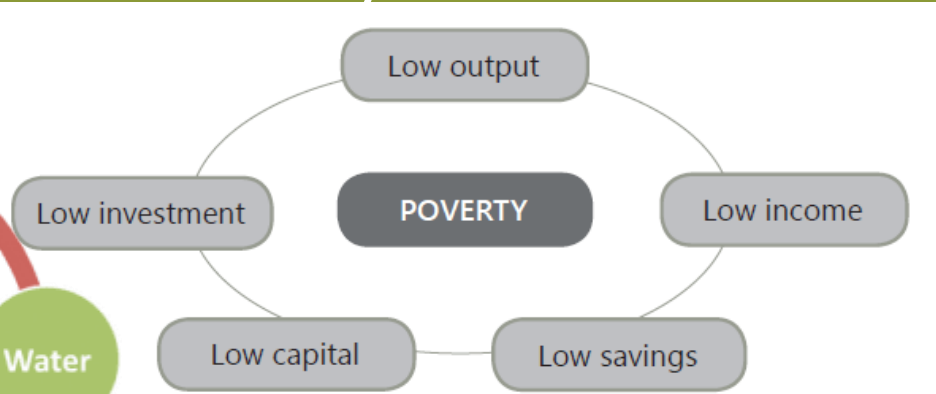 Low output
Low investment
POVERTY
Low income
Low capital
Low savings
Water